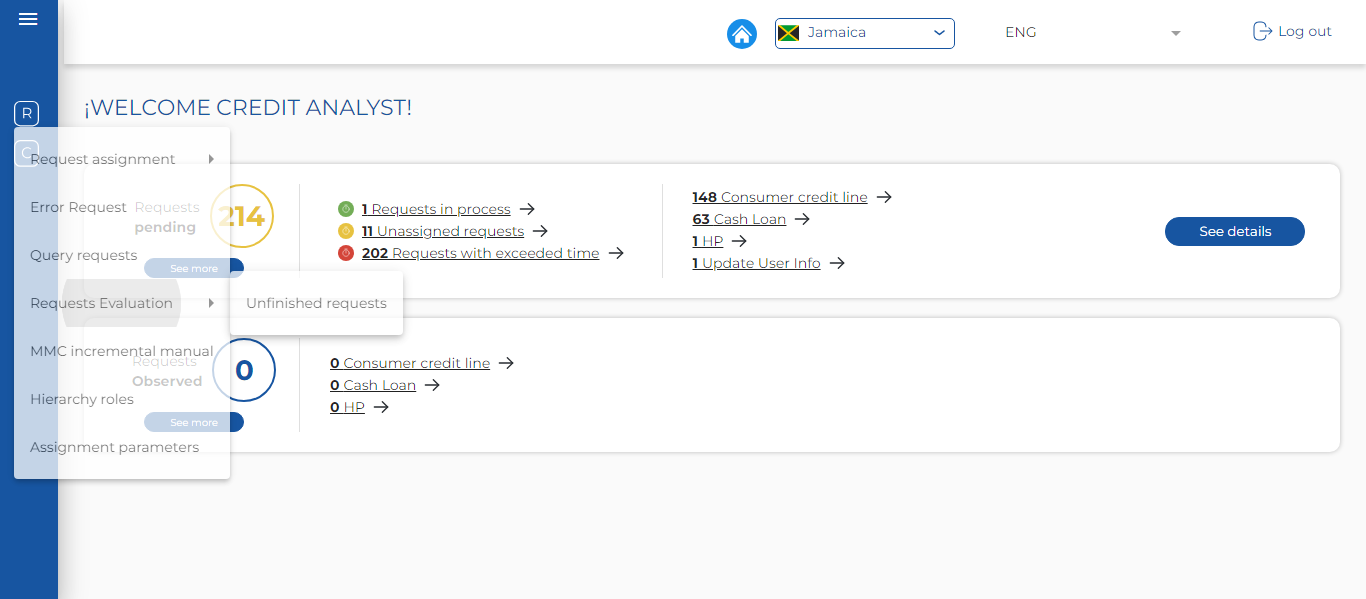 Jamaica
ENG
Log out
¡WELCOME CREDIT ANALYST!
R
C
Request assignment
Error Request
Query requests
Requests Evaluation
MMC incremental manual
Hierarchy roles
Assignment parameters
Unfinished requests
Requests
pending
214
See more
1 Requests in process
11 Unassigned requests
202 Requests with exceeded time
148 Consumer credit line
63 Cash Loan
1 HP
1 Update User Info
See details
Requests
Observed
0
See more
0 Consumer credit line
0 Cash Loan
0 HP